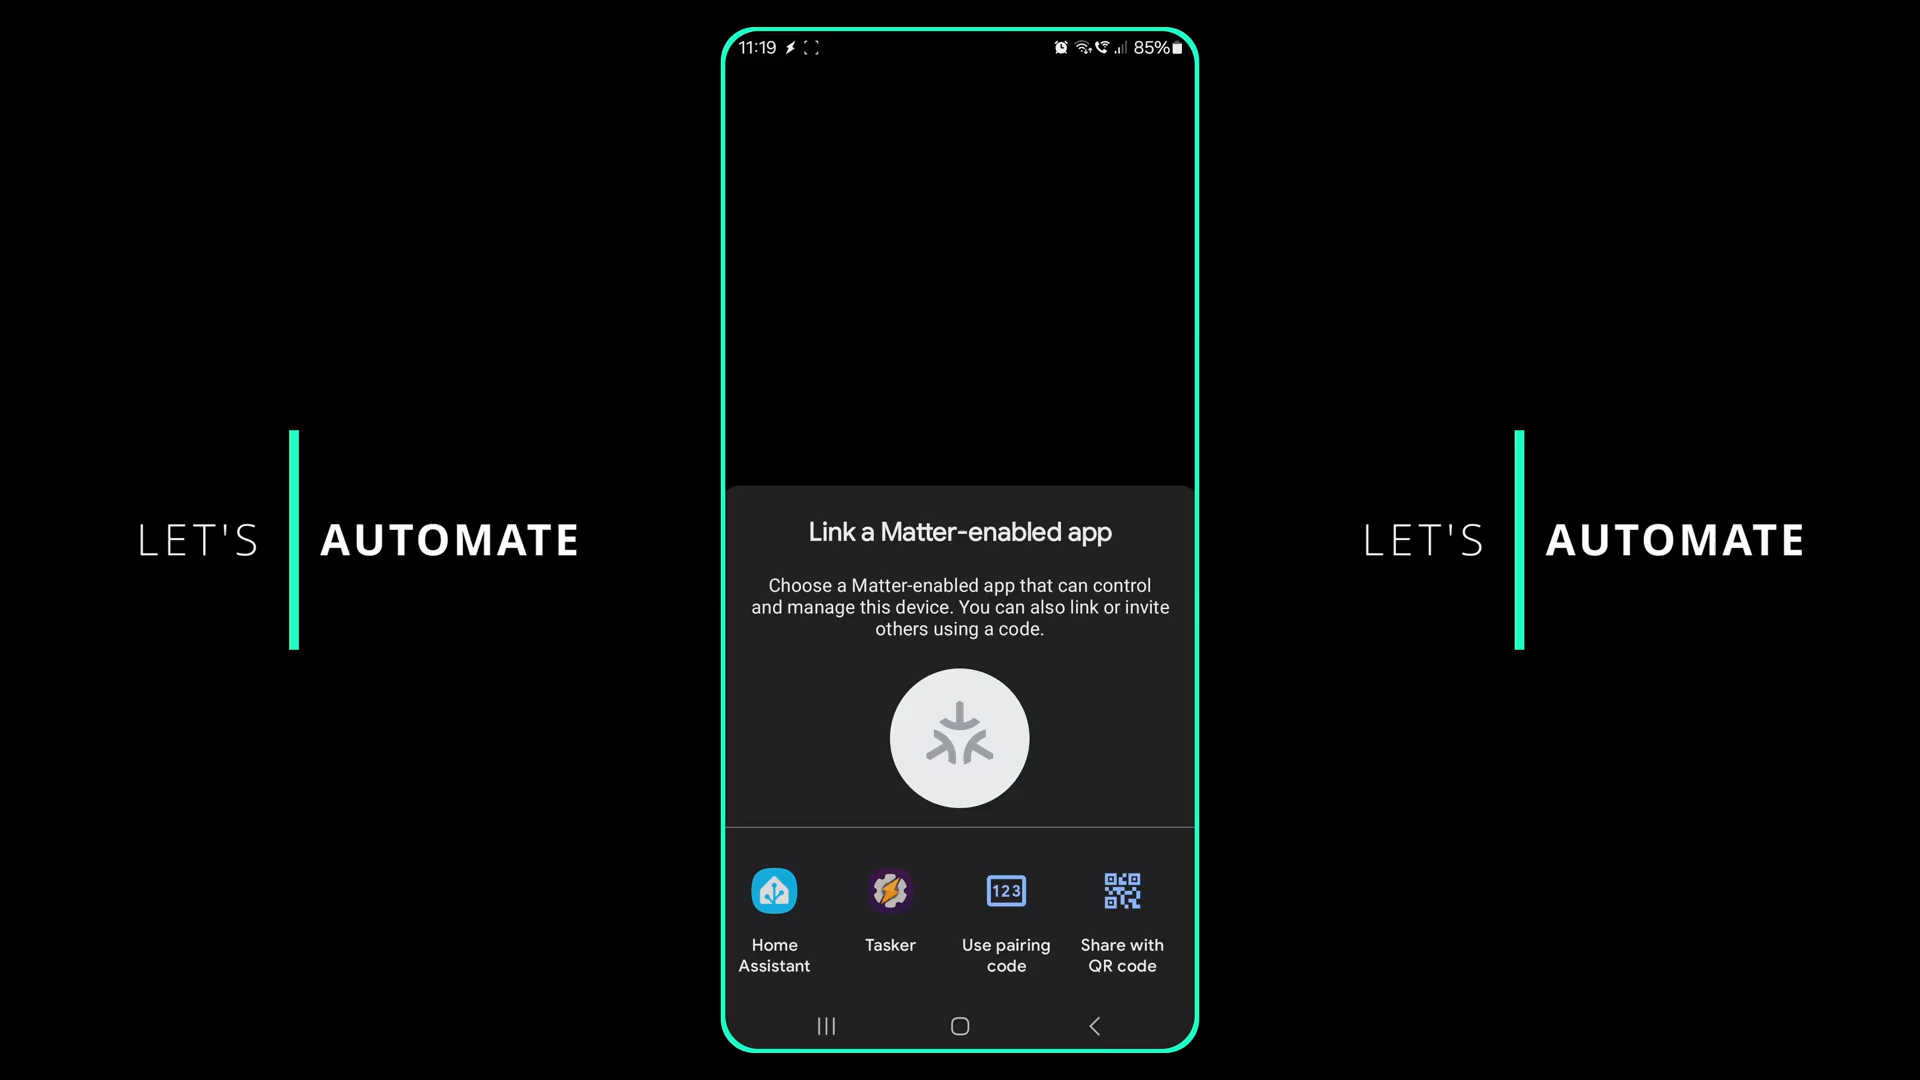 11:19
85%
LET'S AUTOMATE
Link a Matter-enabled app
Choose a Matter-enabled app that can control
and manage this device. You can also link or invite
others using a code.
Home
Assistant
Tasker
123
Use pairing
code
Share with
QR code
LET'S AUTOMATE